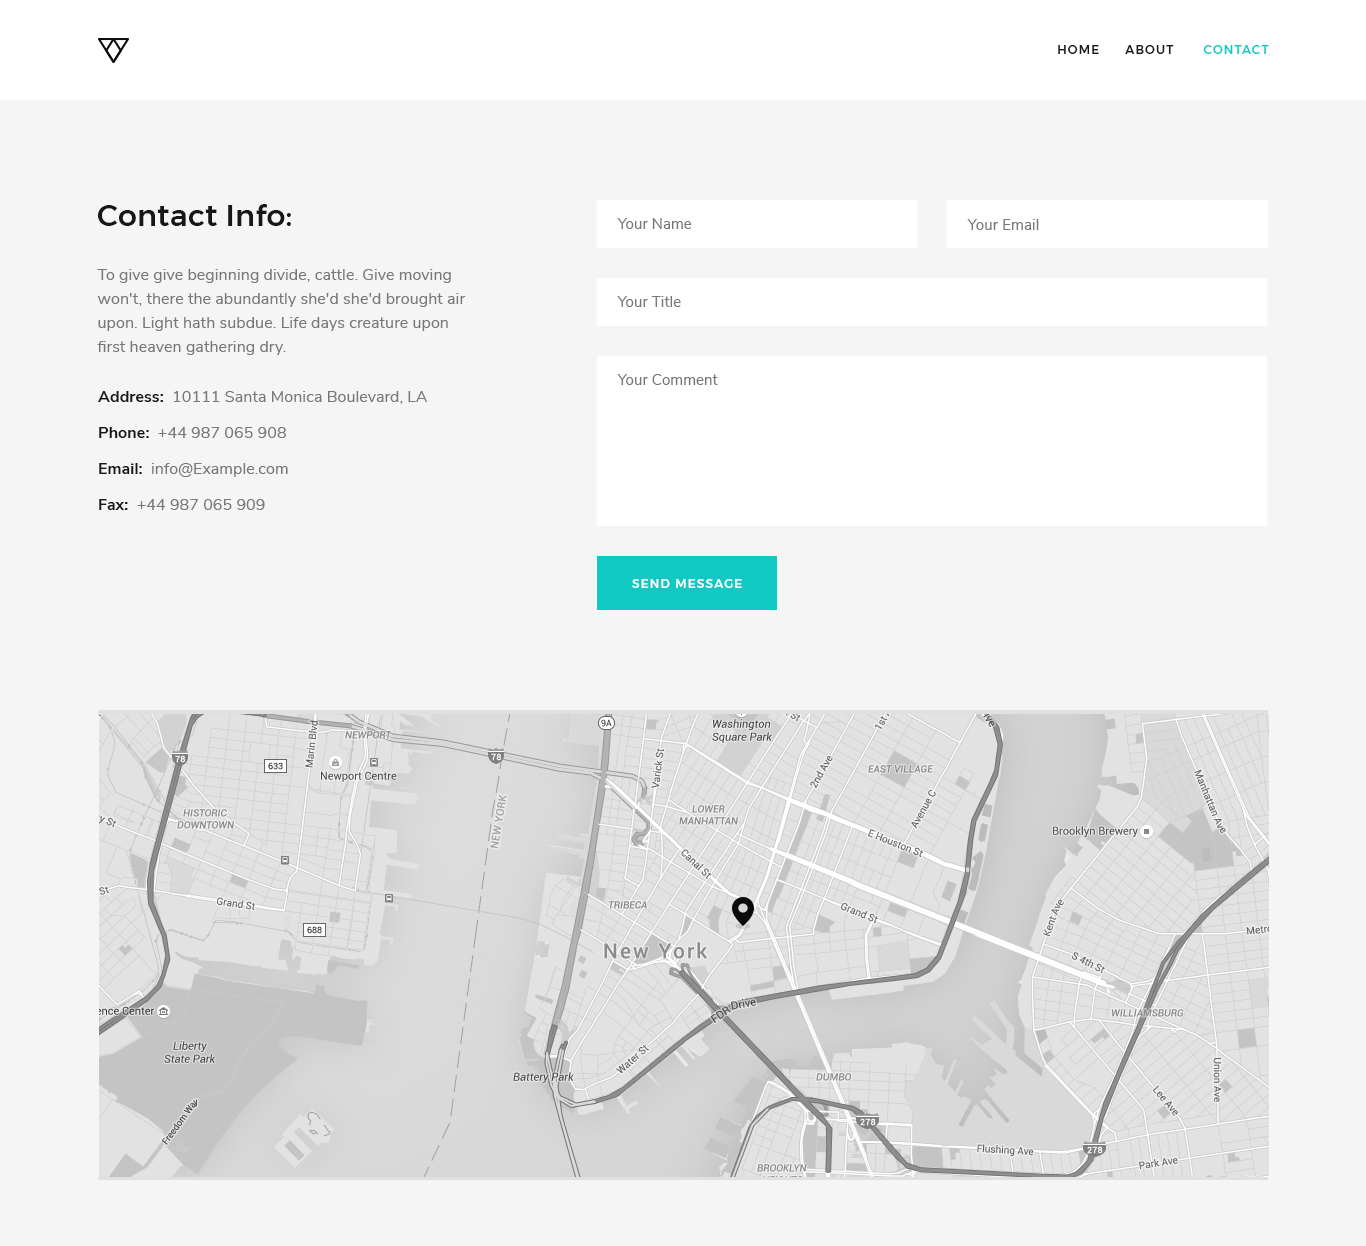 HOME ABOUT CONTACT
Contact Info:
To give give beginning divide, cattle. Give moving
won't, there the abundantly she'd she'd brought air
upon. Light hath subdue. Life days creature upon
first heaven gathering dry.
Address: 10111 Santa Monica Boulevard, LA
Phone: +44 987 065 908
Email: info@Example.com
Fax: +44 987 065 909
Your Name
Your Email
Your Title
Your Comment
SEND MESSAGE
9A
Washington
Square Park
1st
St
NEWPORT
Marin Blvd
78
78
633
Newport Centre
Varick St
2nd Ave
EAST VILLAGE
Manhattan Ave
HISTORIC
DOWNTOWN
NEW YORK
LOWER
MANHATTAN
Avenue C
E Houston St
Brooklyn Brewery
St
Canal St
St
Grand St
TRIBECA
Grand St
Kent Ave
688
New York
S 4th St
ence Center
FDR Drive
WILLIAMSBURG
Liberty
State Park
Water St
Battery Park
DUMBO
Union Ave
Lee Ave
Freedom Way
278
Flushing Ave
278
Park Ave
BROOKLYN
HEIGHTS